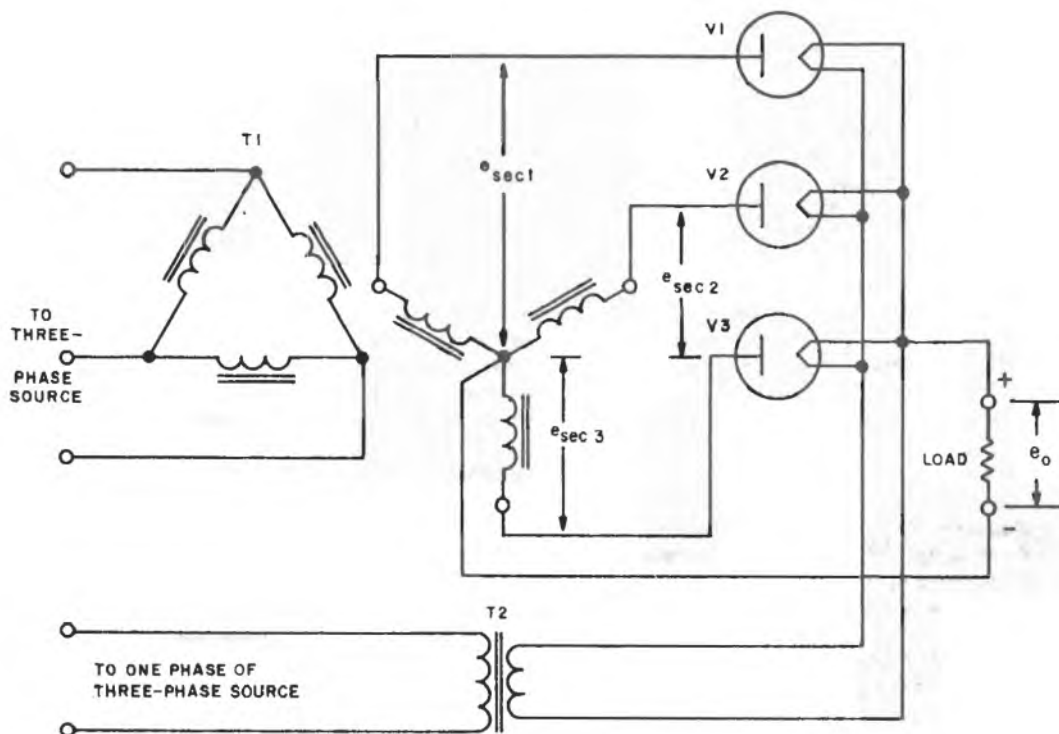 V1
T1
e sec1
V2
e sec 2
TO
THREE-
PHASE
SOURCE
V3
e sec 3
+
LOAD
e o
-
T2
TO ONE PHASE OF
THREE-PHASE SOURCE